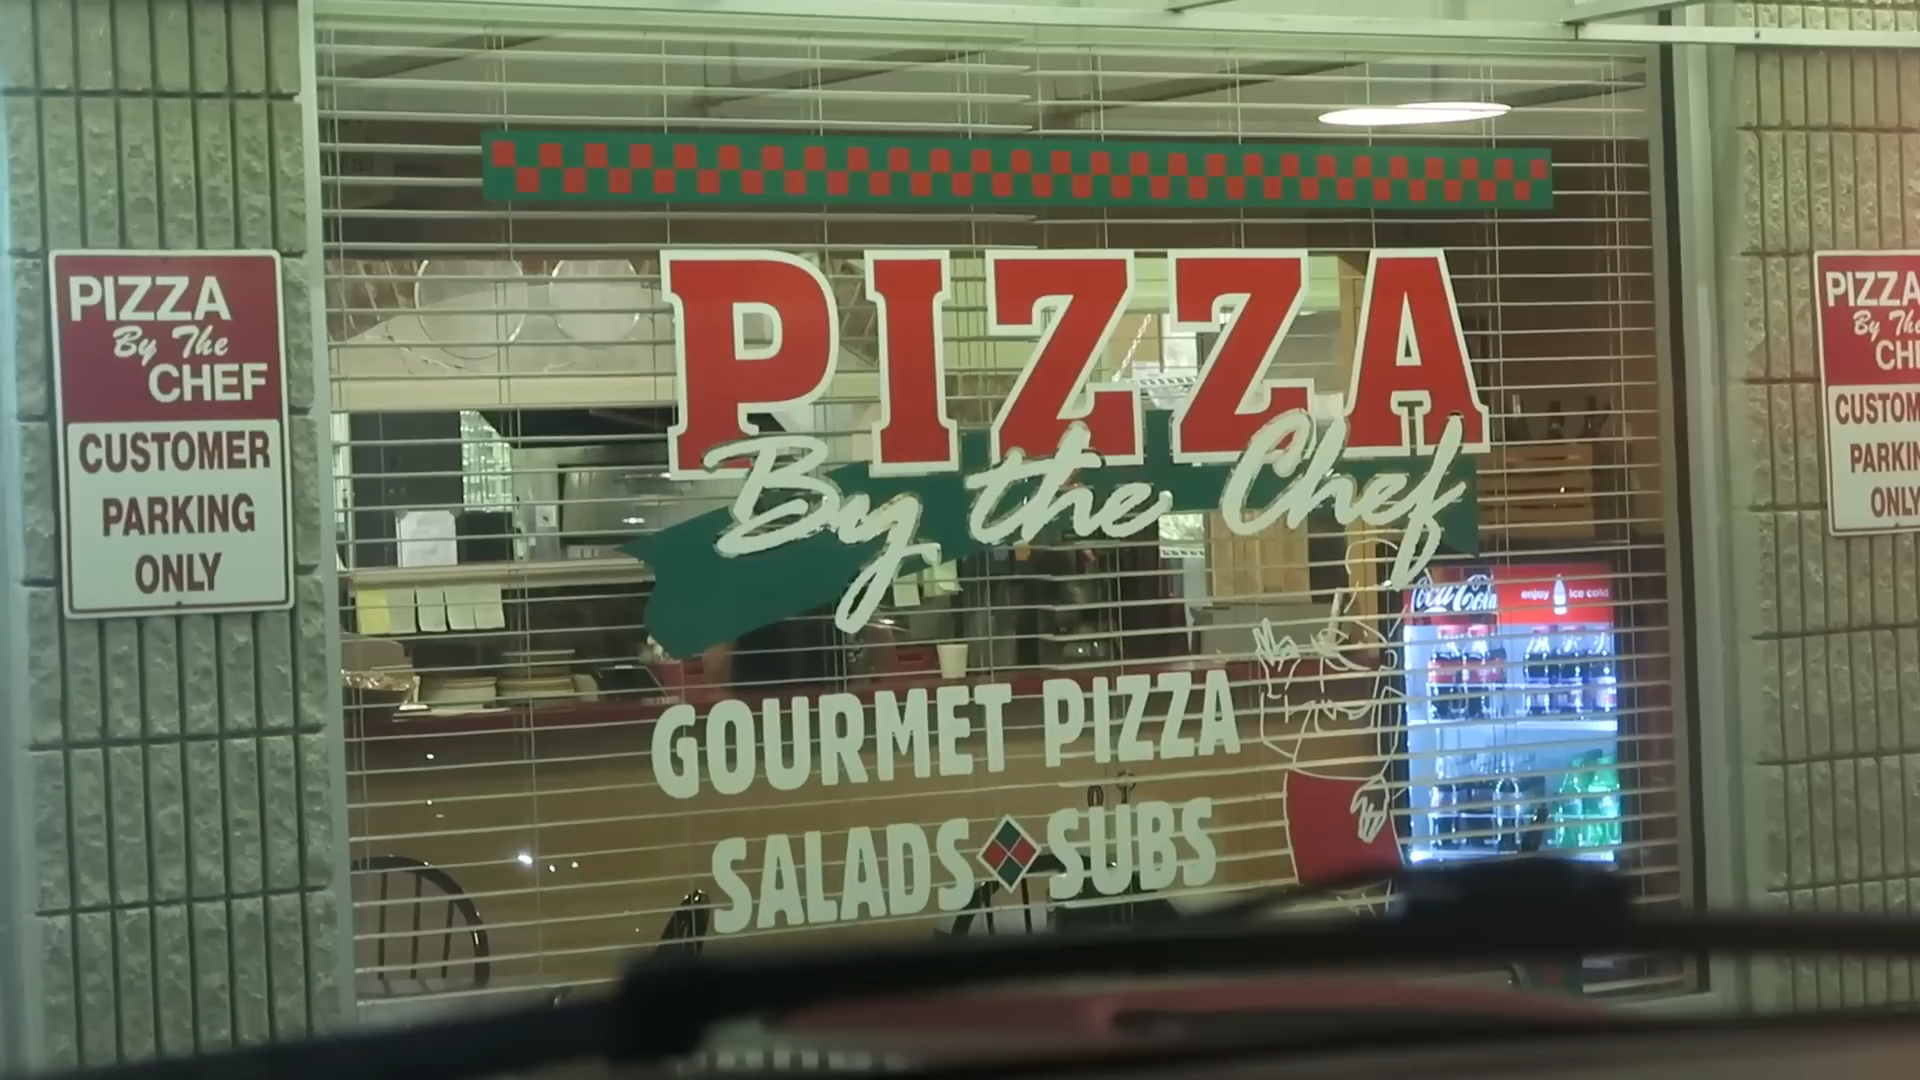 PIZZA
By The
CHEF
CUSTOMER
PARKING
ONLY
PIZZA
By the Chef
GOURMET PIZZA
SALADS SUBS
Coca-Cola
enjoy ice cold
PIZZA
By The
CHE
CUSTOM
PARKIN
ONLY